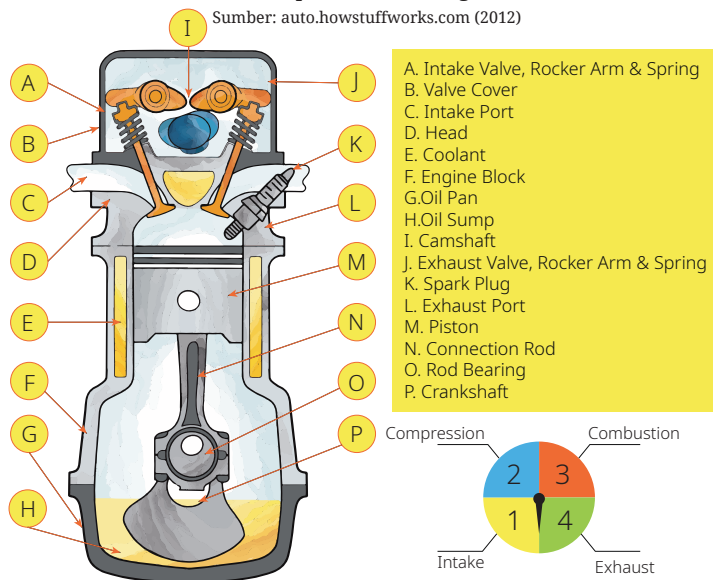 Sumber: auto.howstuffworks.com (2012)
I
A
B
C
D
E
F
G
H
J
K
L
M
N
O
P
A. Intake Valve, Rocker Arm & Spring
B. Valve Cover
C. Intake Port
D. Head
E. Coolant
F. Engine Block
G.Oil Pan
H.Oil Sump
I. Camshaft
J. Exhaust Valve, Rocker Arm & Spring
K. Spark Plug
L. Exhaust Port
M. Piston
N. Connection Rod
O. Rod Bearing
P. Crankshaft
Compression
Combustion
2
3
1
4
Intake
Exhaust